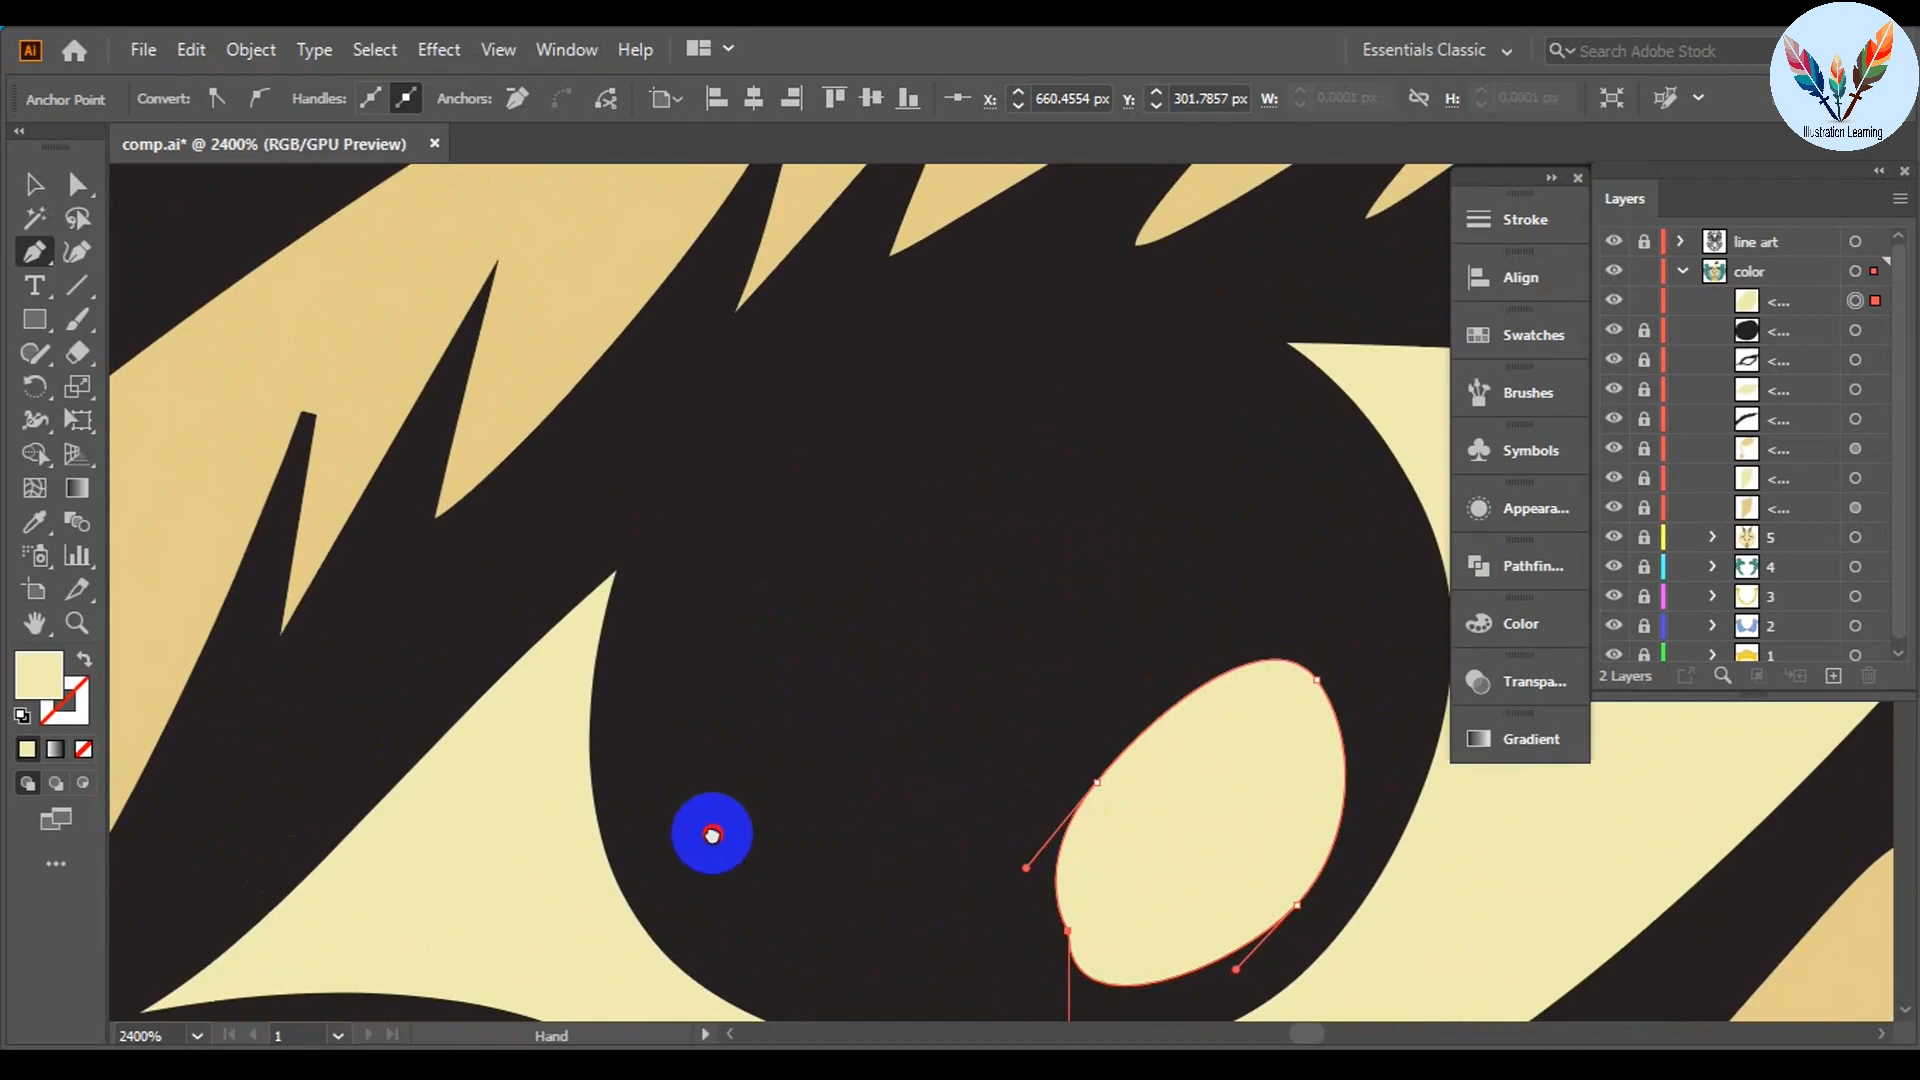 Ai File Edit Object Type Select Effect View Window Help Essentials Classic Search Adobe Stock
Anchor Point Convert: Handles: Anchors: X: 660.4554 px Y: 301.7857 px W: 0.0001 px H: 0.0001 px
Illustration Learning
comp.ai* @ 2400% (RGB/GPU Preview)
Stroke
Align
Swatches
Brushes
Symbols
Appeara...
Pathfin...
Color
Transpa...
Gradient
Layers
line art
color
<...
<...
<...
<...
<...
<...
<...
<...
5
4
3
2
1
2 Layers
2400% 1 Hand